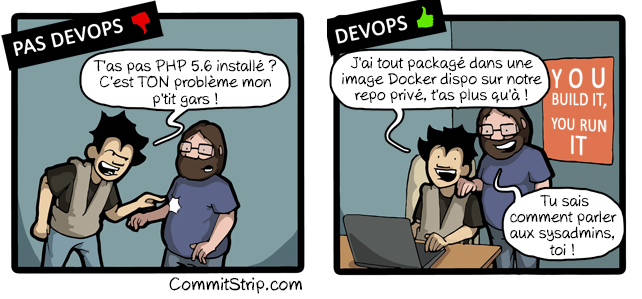 PAS DEVOPS
T'as pas PHP 5.6 installé ?
C'est TON problème mon
p'tit gars !
DEVOPS
J'ai tout packagé dans une
image Docker dispo sur notre
repo privé, t'as plus qu'à !
YOU
BUILD IT,
YOU RUN
IT
Tu sais
comment parler
aux sysadmins,
toi !
CommitStrip.com